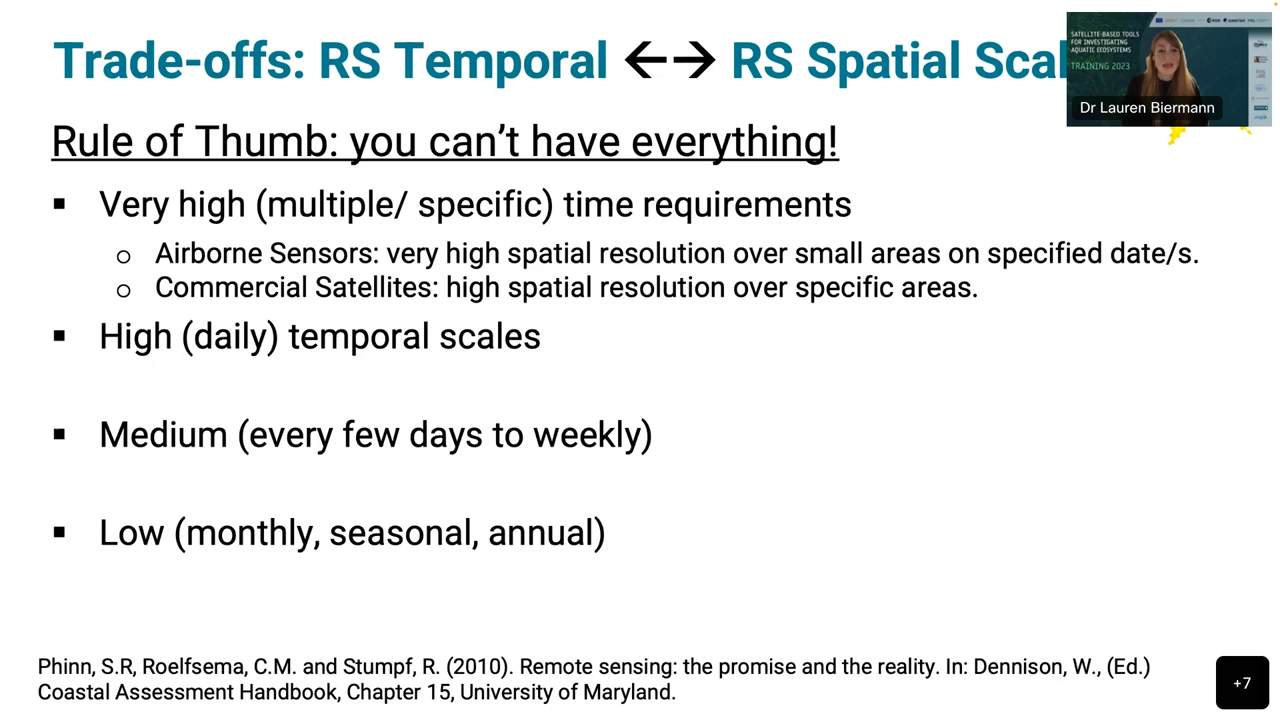 Trade-offs: RS Temporal ←→ RS Spatial Scal
SATELLITE-BASED TOOLS
FOR INVESTIGATING
AQUATIC ECOSYSTEMS
TRAINING 2023
Dr Lauren Biermann
Rule of Thumb: you can't have everything!
▪ Very high (multiple/ specific) time requirements
o Airborne Sensors: very high spatial resolution over small areas on specified date/s.
o Commercial Satellites: high spatial resolution over specific areas.
▪ High (daily) temporal scales
▪ Medium (every few days to weekly)
▪ Low (monthly, seasonal, annual)
Phinn, S.R, Roelfsema, C.M. and Stumpf, R. (2010). Remote sensing: the promise and the reality. In: Dennison, W., (Ed.)
Coastal Assessment Handbook, Chapter 15, University of Maryland.
+7